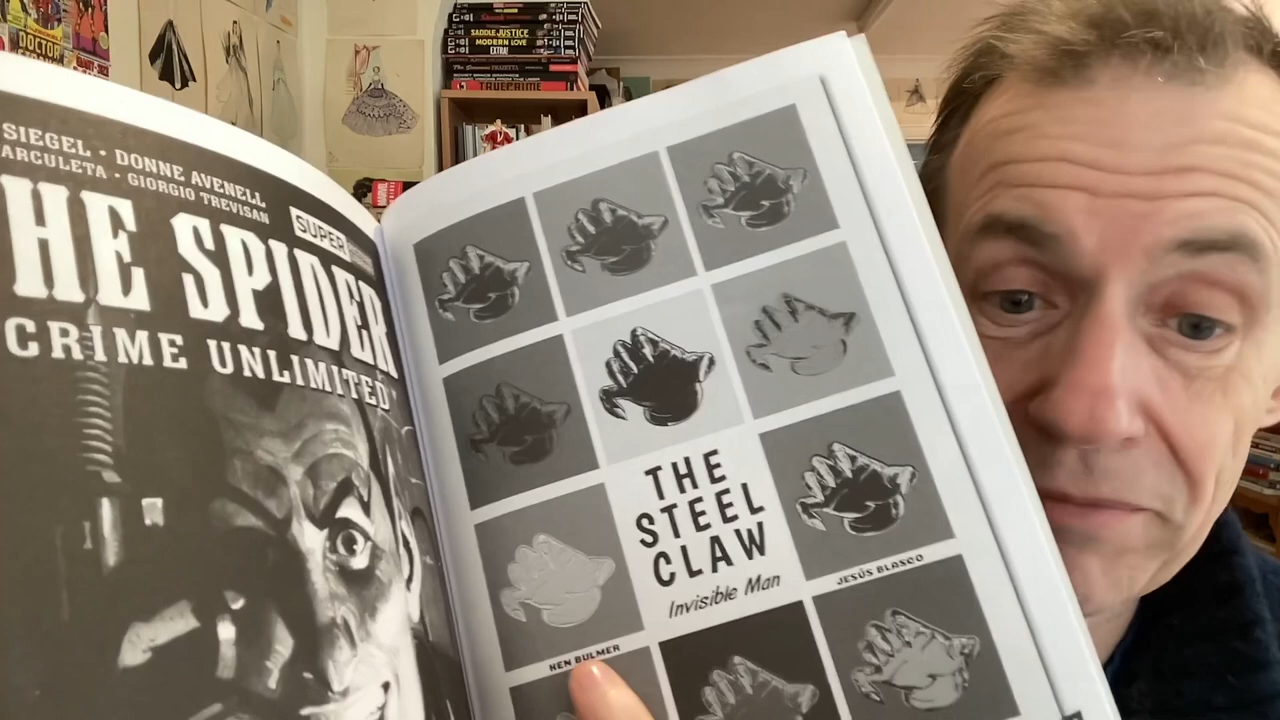 DOCTOR
SADDLE JUSTICE
MODERN LOVE
EXTRA!
TRUE CRIME
MARVEL
SIEGEL • DONNE AVENELL
ARCULETA • GIORGIO TREVISAN
HE SPIDER
SUPER
CRIME UNLIMITED
THE
STEEL
CLAW
Invisible Man
JESÚS BLASCO
KEN BULMER